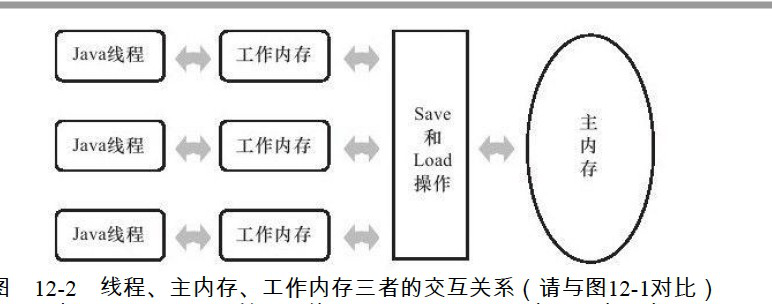 Java线程
工作内存
Java线程
工作内存
Java线程
工作内存
Save
和
Load
操作
主
内
存
12-2 线程、主内存、工作内存三者的交互关系（请与图12-1对比）